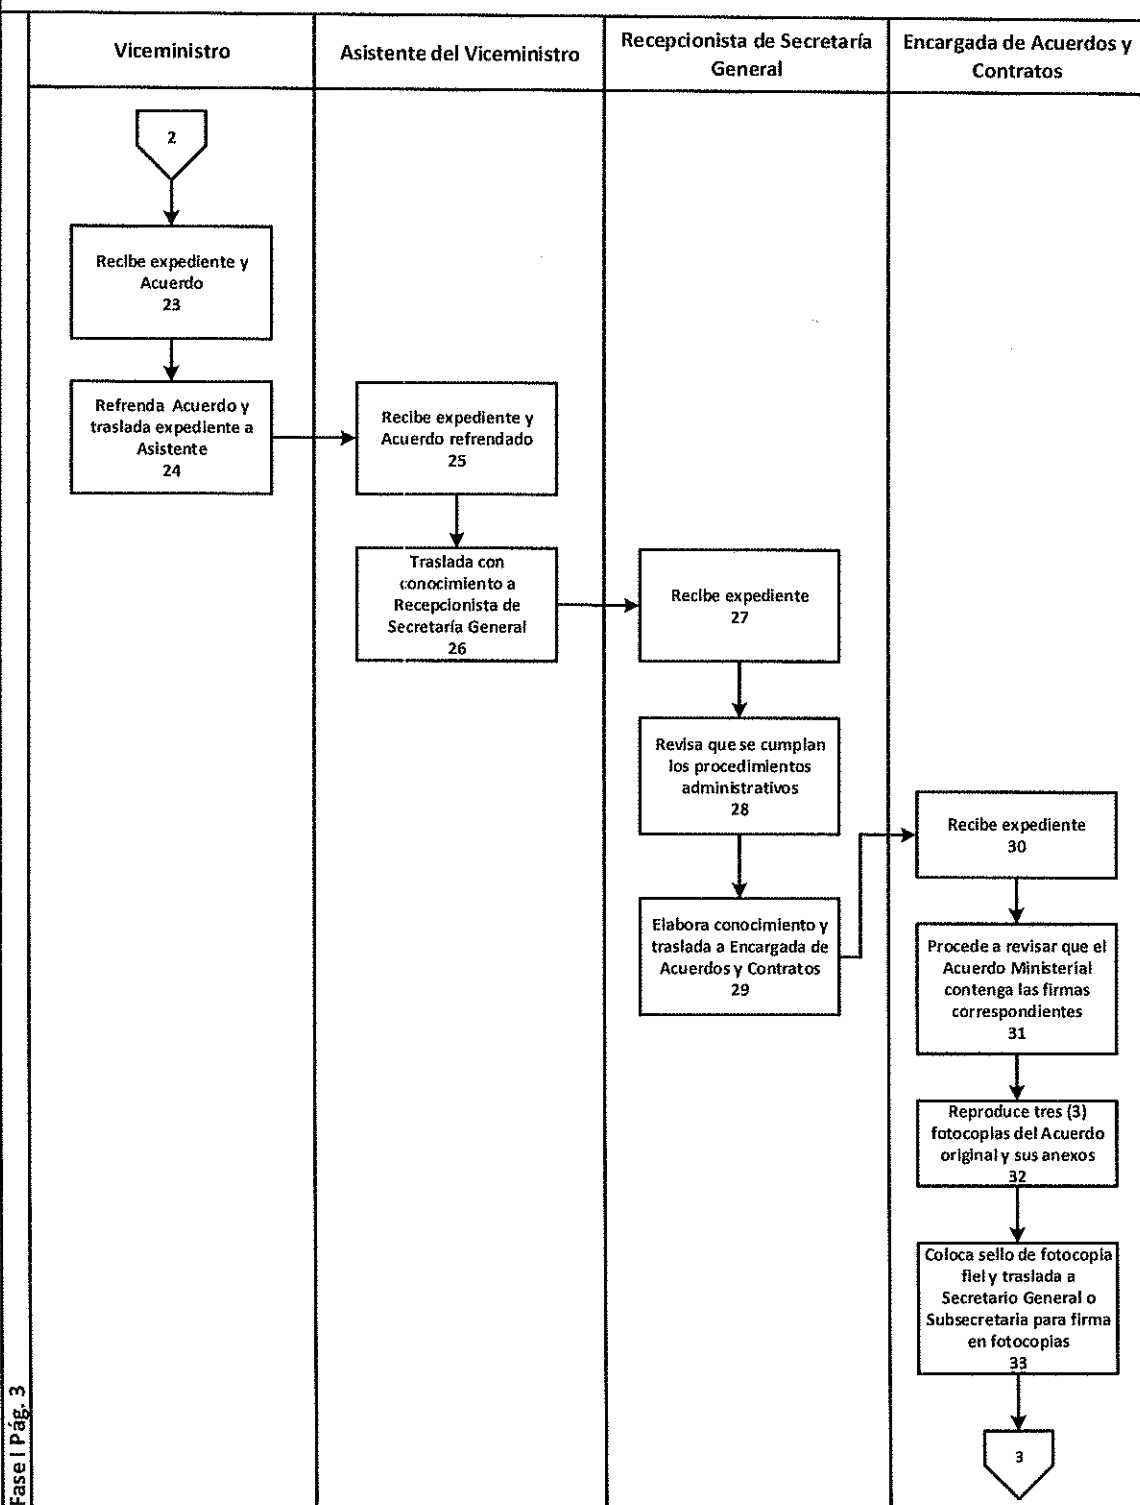 Viceministro
Asistente del Viceministro
Recepcionista de Secretaría
General
Encargada de Acuerdos y
Contratos
2
Recibe expediente y
Acuerdo
23
Refrenda Acuerdo y
traslada expediente a
Asistente
24
Recibe expediente y
Acuerdo refrendado
25
Traslada con
conocimiento a
Recepcionista de
Secretaría General
26
Recibe expediente
27
Revisa que se cumplan
los procedimientos
administrativos
28
Elabora conocimiento y
traslada a Encargada de
Acuerdos y Contratos
29
Recibe expediente
30
Procede a revisar que el
Acuerdo Ministerial
contenga las firmas
correspondientes
31
Reproduce tres (3)
fotocopias del Acuerdo
original y sus anexos
32
Coloca sello de fotocopia
fiel y traslada a
Secretario General o
Subsecretaria para firma
en fotocopias
33
3
Fase I Pág. 3